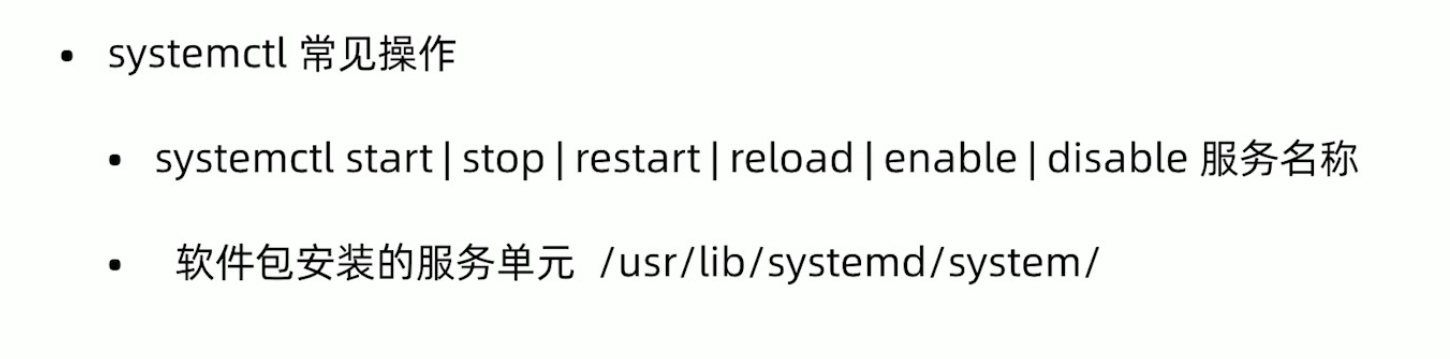 • systemctl 常见操作
• systemctl start | stop | restart | reload | enable | disable 服务名称
• 软件包安装的服务单元 /usr/lib/systemd/system/